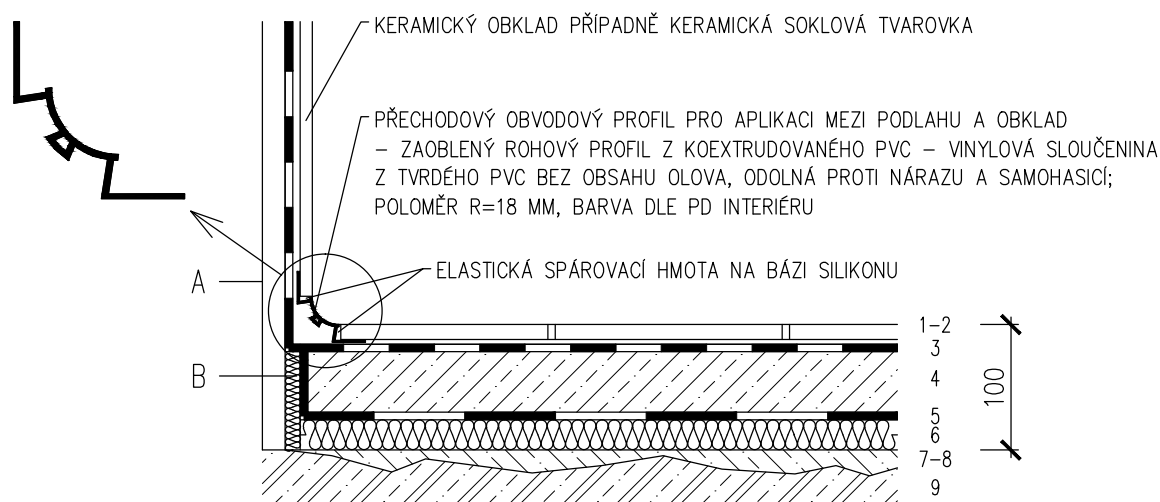 KERAMICKÝ OBKLAD PŘÍPADNĚ KERAMICKÁ SOKLOVÁ TVAROVKA
PŘECHODOVÝ OBVODOVÝ PROFIL PRO APLIKACI MEZI PODLAHU A OBKLAD
– ZAOBLENÝ ROHOVÝ PROFIL Z KOEXTRUDOVANÉHO PVC – VINYLOVÁ SLOUČENINA
Z TVRDÉHO PVC BEZ OBSAHU OLOVA, ODOLNÁ PROTI NÁRAZU A SAMOHASICÍ;
POLOMĚR R=18 MM, BARVA DLE PD INTERIÉRU
ELASTICKÁ SPÁROVACÍ HMOTA NA BÁZI SILIKONU
A
B
1-2
3
4
5
6
7-8
9
100